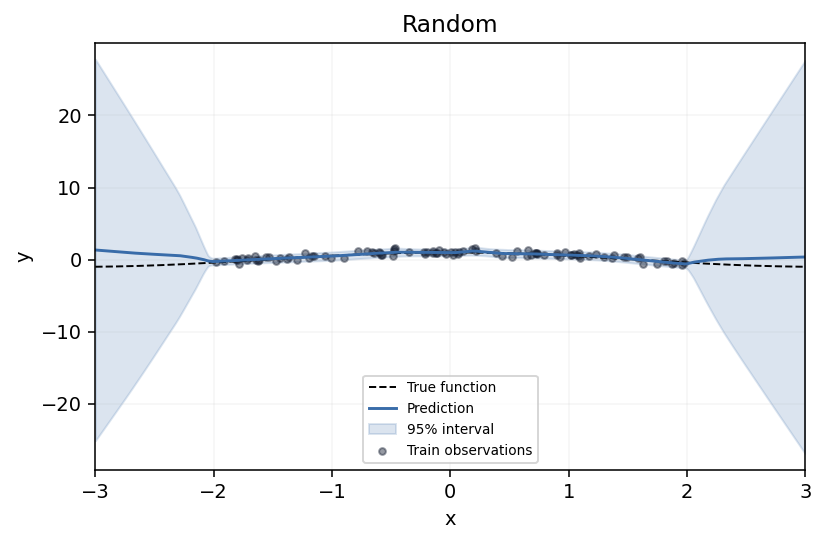 Random
20
10
0
−10
−20
y
True function
Prediction
95% interval
Train observations
−3 −2 −1 0 1 2 3
x